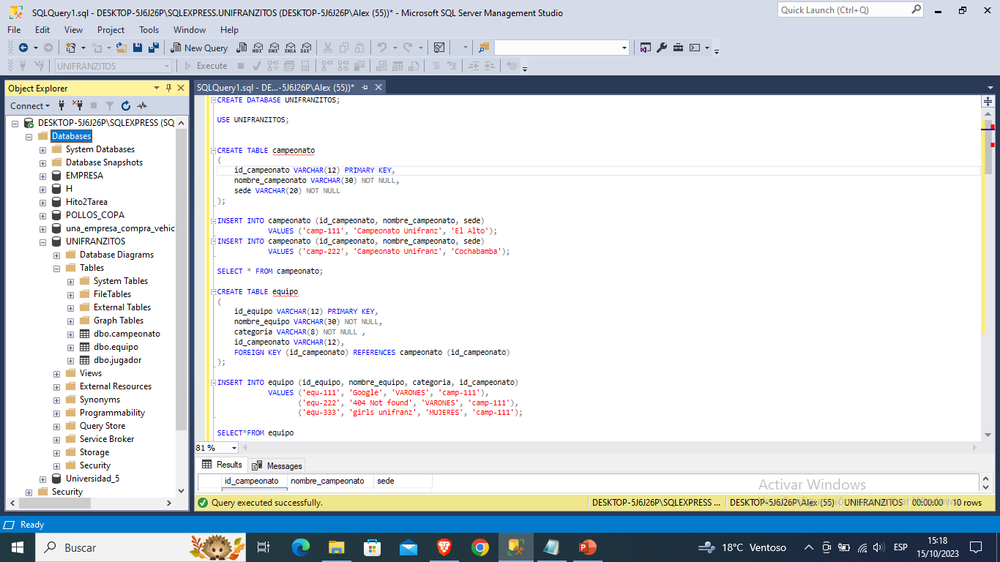 SQLQuery1.sql - DESKTOP-5J6J26P\SQLEXPRESS.UNIFRANZITOS (DESKTOP-5J6J26P\Alex (55))* - Microsoft SQL Server Management Studio
Quick Launch (Ctrl+Q)
File Edit View Project Tools Window Help
New Query MDX DMX XMLA DAX
UNIFRANZITOS Execute
Object Explorer
Connect
DESKTOP-5J6J26P\SQLEXPRESS (SQ
Databases
System Databases
Database Snapshots
EMPRESA
H
Hito2Tarea
POLLOS_COPA
una_empresa_compra_vehic
UNIFRANZITOS
Database Diagrams
Tables
System Tables
FileTables
External Tables
Graph Tables
dbo.campeonato
dbo.equipo
dbo.jugador
Views
External Resources
Synonyms
Programmability
Query Store
Service Broker
Storage
Security
Universidad_5
Security
SQLQuery1.sql - DE...-5J6J26P\Alex (55))*
CREATE DATABASE UNIFRANZITOS;
USE UNIFRANZITOS;
CREATE TABLE campeonato
(
id_campeonato VARCHAR(12) PRIMARY KEY,
nombre_campeonato VARCHAR(30) NOT NULL,
sede VARCHAR(20) NOT NULL
);
INSERT INTO campeonato (id_campeonato, nombre_campeonato, sede)
VALUES ('camp-111', 'Campeonato Unifranz', 'El Alto');
INSERT INTO campeonato (id_campeonato, nombre_campeonato, sede)
VALUES ('camp-222', 'Campeonato Unifranz', 'Cochabamba');
SELECT * FROM campeonato;
CREATE TABLE equipo
(
id_equipo VARCHAR(12) PRIMARY KEY,
nombre_equipo VARCHAR(30) NOT NULL,
categoria VARCHAR(8) NOT NULL ,
id_campeonato VARCHAR(12),
FOREIGN KEY (id_campeonato) REFERENCES campeonato (id_campeonato)
);
INSERT INTO equipo (id_equipo, nombre_equipo, categoria, id_campeonato)
VALUES ('equ-111', 'Google', 'VARONES', 'camp-111'),
('equ-222', '404 Not found', 'VARONES', 'camp-111'),
('equ-333', 'girls unifranz', 'MUJERES', 'camp-111');
SELECT*FROM equipo
81 %
Results Messages
id_campeonato nombre_campeonato sede
Activar Windows
Query executed successfully. DESKTOP-5J6J26P\SQLEXPRESS ... DESKTOP-5J6J26P\Alex (55) UNIFRANZITOS 00:00:00 10 rows
Ready
Buscar
18°C Ventoso
ESP
15:18
15/10/2023